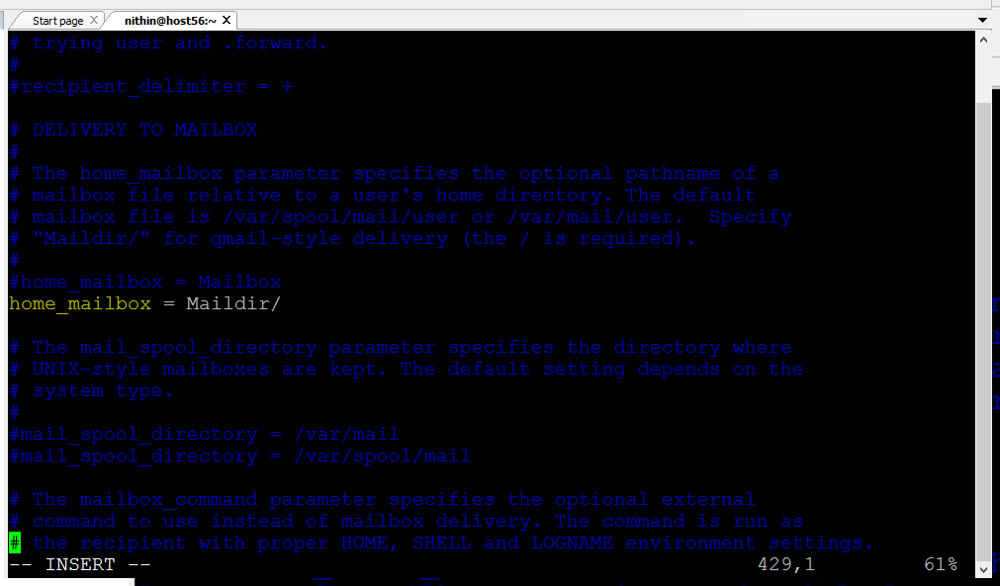 Start page
nithin@host56:~
# trying user and .forward.
#
#recipient_delimiter = +
# DELIVERY TO MAILBOX
#
# The home_mailbox parameter specifies the optional pathname of a
# mailbox file relative to a user's home directory. The default
# mailbox file is /var/spool/mail/user or /var/mail/user.  Specify
# "Maildir/" for qmail-style delivery (the / is required).
#
#home_mailbox = Mailbox
home_mailbox = Maildir/
# The mail_spool_directory parameter specifies the directory where
# UNIX-style mailboxes are kept. The default setting depends on the
# system type.
#
#mail_spool_directory = /var/mail
#mail_spool_directory = /var/spool/mail
# The mailbox_command parameter specifies the optional external
# command to use instead of mailbox delivery. The command is run as
# the recipient with proper HOME, SHELL and LOGNAME environment settings.
-- INSERT -- 429,1 61%